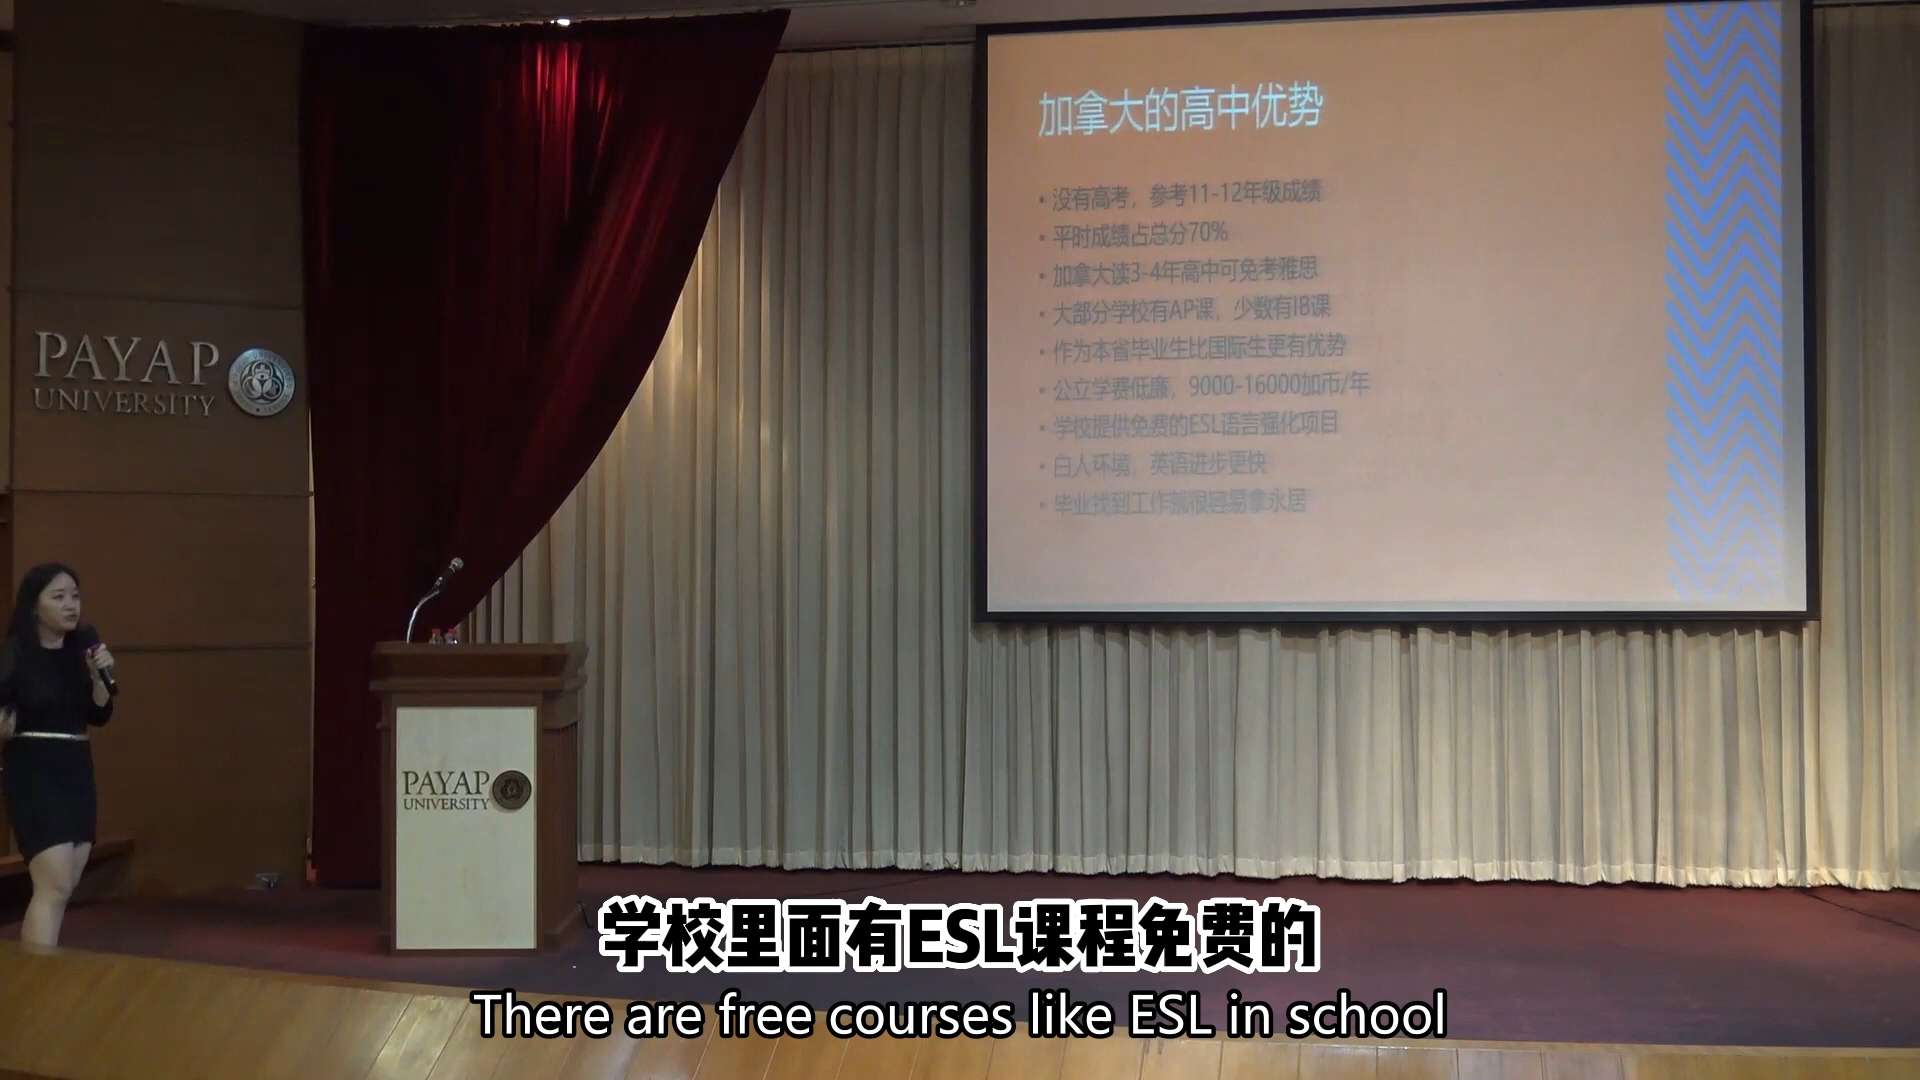 加拿大的高中优势
· 没有高考，参考11-12年级成绩
· 平时成绩占总分70%
· 加拿大读3-4年高中可免考雅思
· 大部分学校有AP课，少数有IB课
· 作为本省毕业生比国际生更有优势
· 公立学费低廉，9000-16000加币/年
· 学校提供免费的ESL语言强化项目
· 白人环境，英语进步更快
· 毕业找到工作就很容易拿永居
PAYAP
UNIVERSITY
PAYAP
UNIVERSITY
学校里面有ESL课程免费的
There are free courses like ESL in school